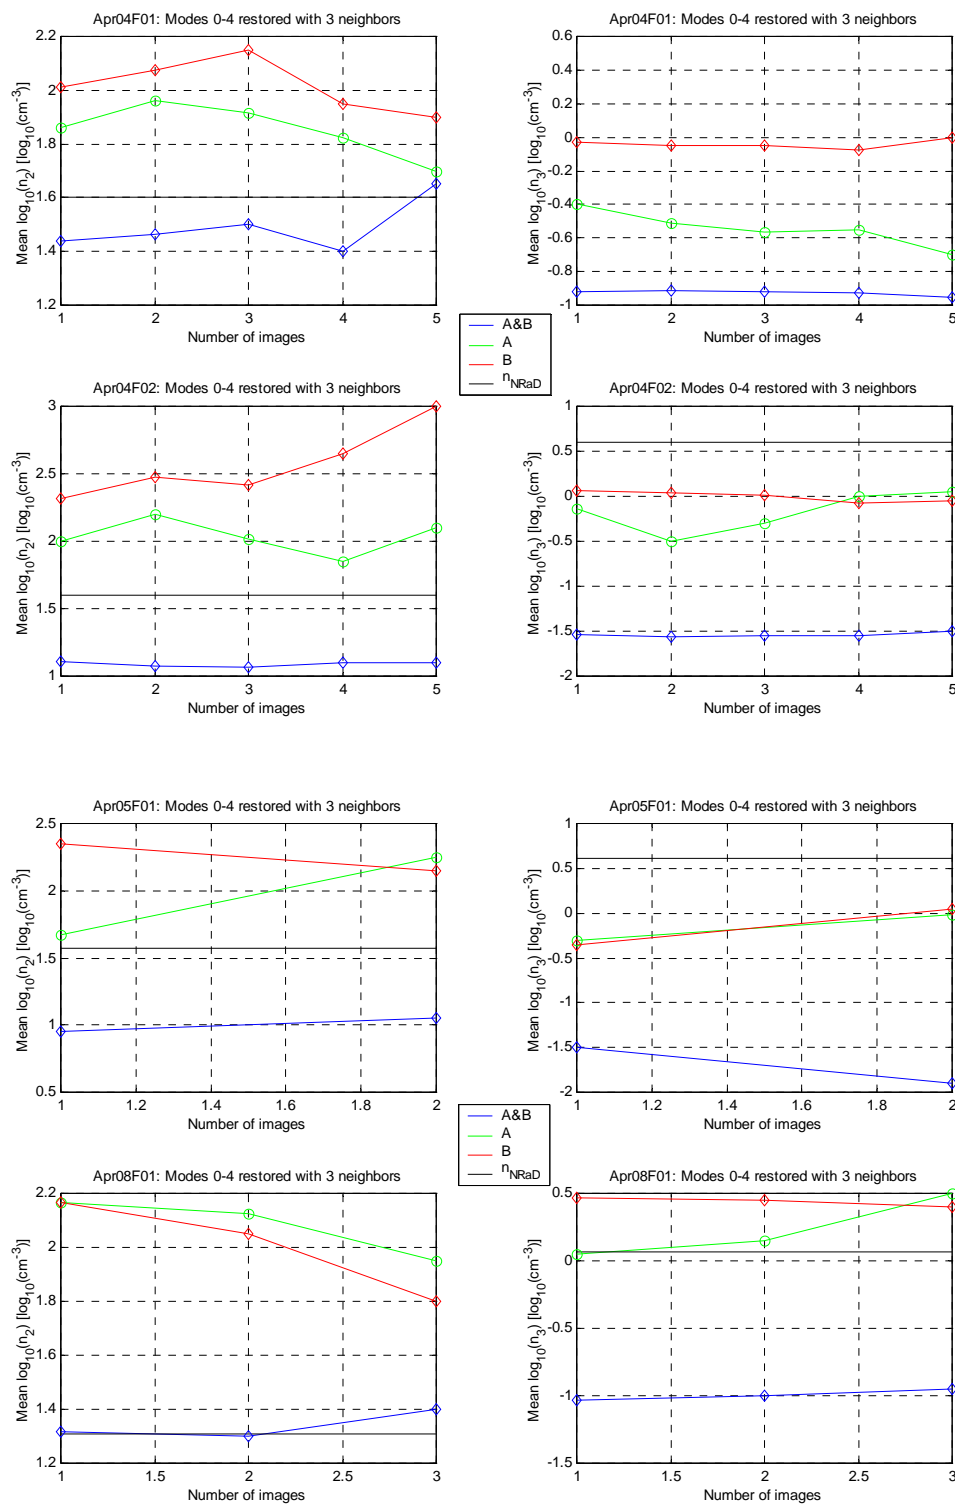 Apr04F01: Modes 0-4 restored with 3 neighbors
2.2
2
1.8
1.6
1.4
1.2
1 2 3 4 5
Mean log10(n2) [log10(cm-3)]
Number of images
Apr04F01: Modes 0-4 restored with 3 neighbors
0.6
0.4
0.2
0
-0.2
-0.4
-0.6
-0.8
-1
1 2 3 4 5
Mean log10(n3) [log10(cm-3)]
Number of images
A&B
A
B
nNRaD
Apr04F02: Modes 0-4 restored with 3 neighbors
3
2.5
2
1.5
1
1 2 3 4 5
Mean log10(n2) [log10(cm-3)]
Number of images
Apr04F02: Modes 0-4 restored with 3 neighbors
1
0.5
0
-0.5
-1
-1.5
-2
1 2 3 4 5
Mean log10(n3) [log10(cm-3)]
Number of images
Apr05F01: Modes 0-4 restored with 3 neighbors
2.5
2
1.5
1
0.5
1 1.2 1.4 1.6 1.8 2
Mean log10(n2) [log10(cm-3)]
Number of images
Apr05F01: Modes 0-4 restored with 3 neighbors
1
0.5
0
-0.5
-1
-1.5
-2
1 1.2 1.4 1.6 1.8 2
Mean log10(n3) [log10(cm-3)]
Number of images
A&B
A
B
nNRaD
Apr08F01: Modes 0-4 restored with 3 neighbors
2.2
2
1.8
1.6
1.4
1.2
1 1.5 2 2.5 3
Mean log10(n2) [log10(cm-3)]
Number of images
Apr08F01: Modes 0-4 restored with 3 neighbors
0.5
0
-0.5
-1
-1.5
1 1.5 2 2.5 3
Mean log10(n3) [log10(cm-3)]
Number of images